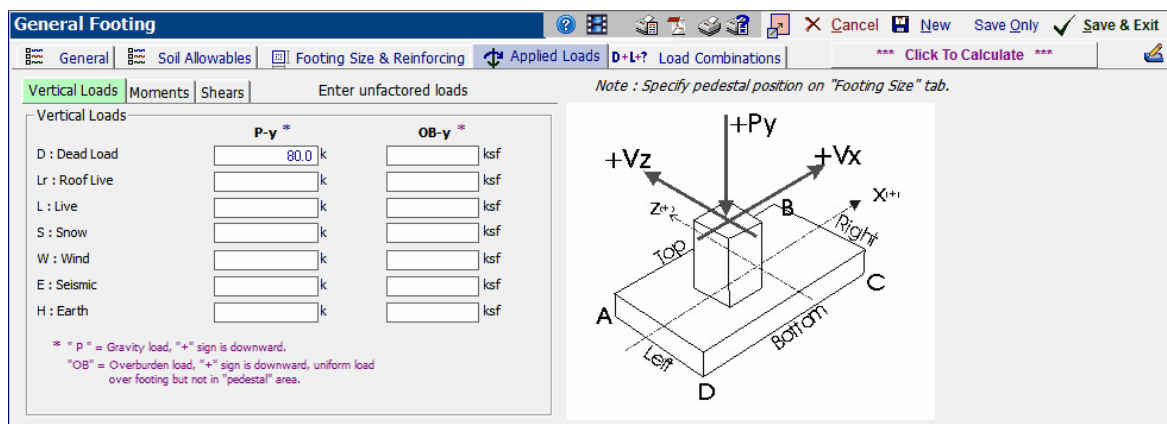 General Footing
Cancel New Save Only Save & Exit
General Soil Allowables Footing Size & Reinforcing Applied Loads D+L+? Load Combinations *** Click To Calculate ***
Vertical Loads Moments Shears Enter unfactored loads
Note : Specify pedestal position on "Footing Size" tab.
Vertical Loads
P-y * OB-y *
D : Dead Load 80.0 k ksf
Lr : Roof Live k ksf
L : Live k ksf
S : Snow k ksf
W : Wind k ksf
E : Seismic k ksf
H : Earth k ksf
* " P " = Gravity load, "+" sign is downward.
"OB" = Overburden load, "+" sign is downward, uniform load
over footing but not in "pedestal" area.
+Py
+Vz +Vx
Z(+) B X(+)
Top Right
A C
Left Bottom
D